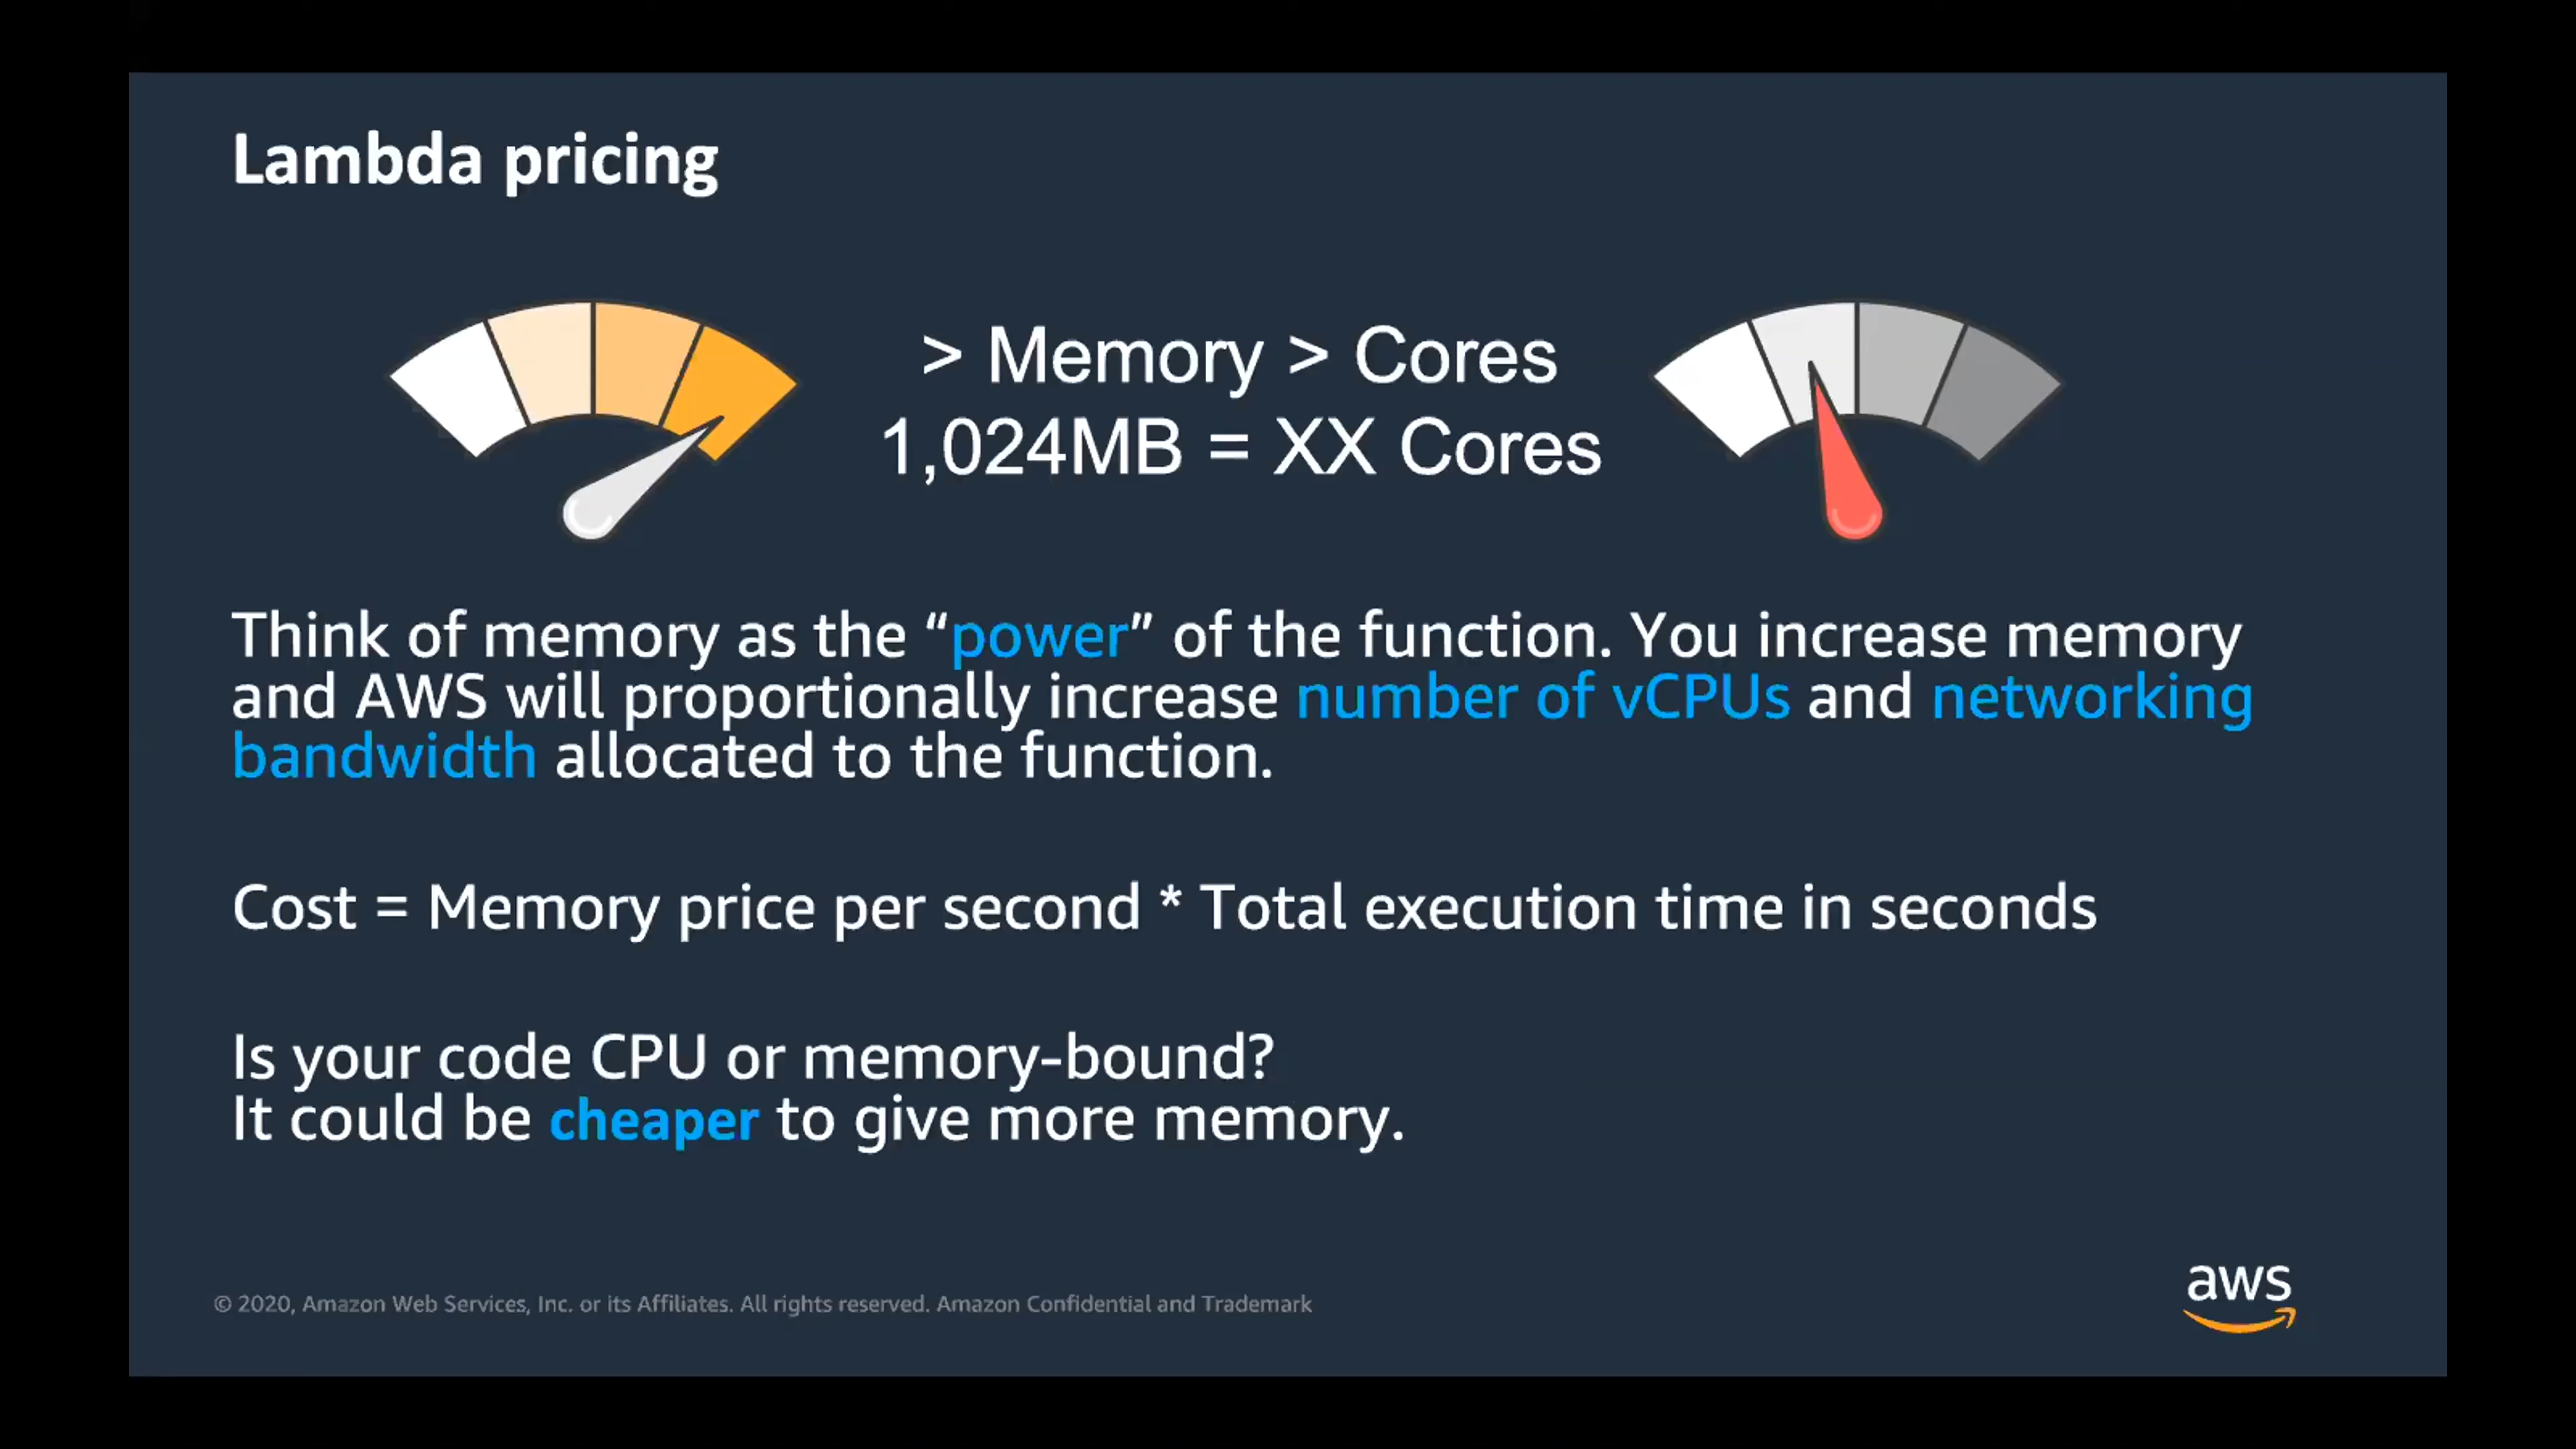 Lambda pricing
> Memory > Cores
1,024MB = XX Cores
Think of memory as the “power” of the function. You increase memory
and AWS will proportionally increase number of vCPUs and networking
bandwidth allocated to the function.
Cost = Memory price per second * Total execution time in seconds
Is your code CPU or memory-bound?
It could be cheaper to give more memory.
© 2020, Amazon Web Services, Inc. or its Affiliates. All rights reserved. Amazon Confidential and Trademark
aws